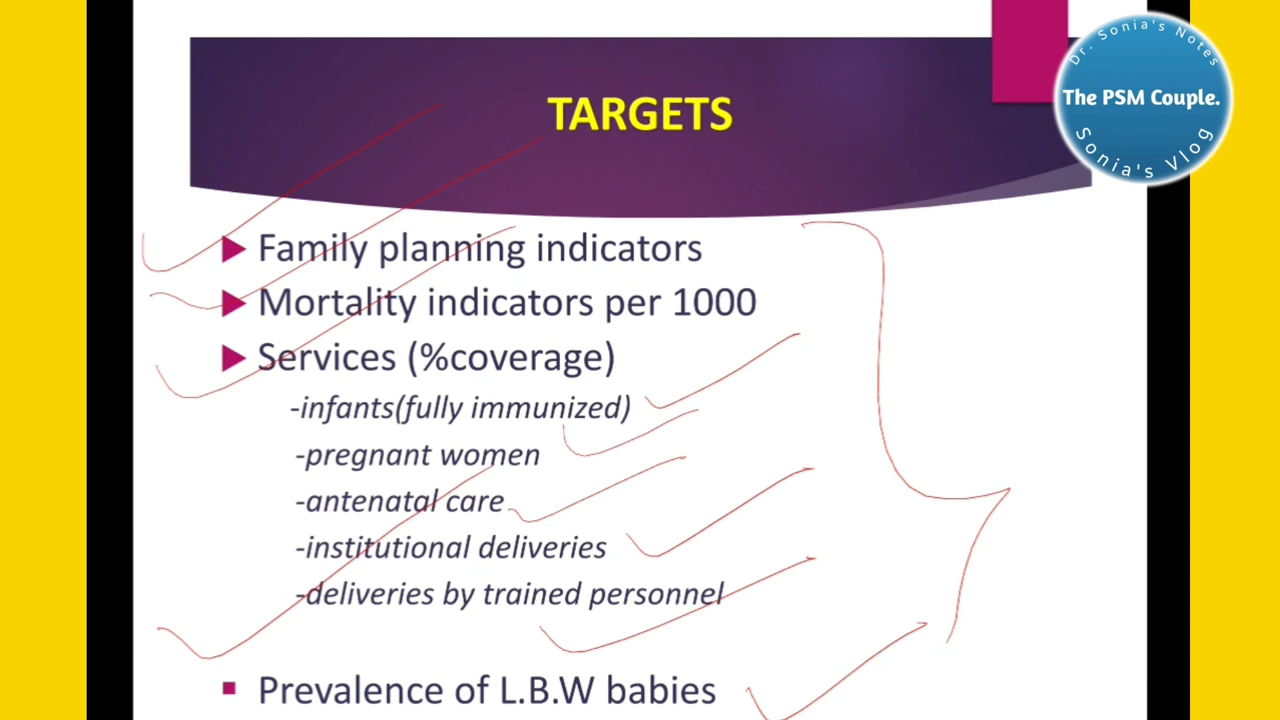 TARGETS
Dr. Sonia's Notes
The PSM Couple.
Sonia's Vlog
Family planning indicators
Mortality indicators per 1000
Services (%coverage)
-infants(fully immunized)
-pregnant women
-antenatal care
-institutional deliveries
-deliveries by trained personnel
Prevalence of L.B.W babies